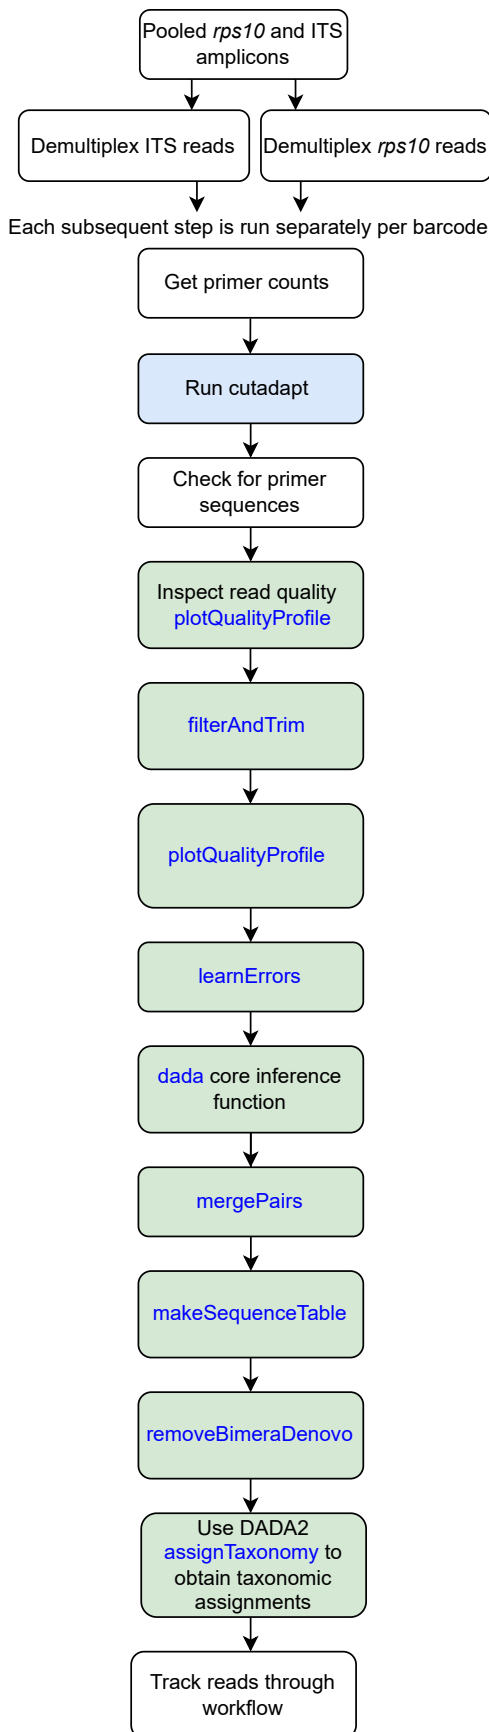 Pooled rps10 and ITS
amplicons
Demultiplex ITS reads
Demultiplex rps10 reads
Each subsequent step is run separately per barcode
Get primer counts
Run cutadapt
Check for primer
sequences
Inspect read quality
plotQualityProfile
filterAndTrim
plotQualityProfile
learnErrors
dada core inference
function
mergePairs
makeSequenceTable
removeBimeraDenovo
Use DADA2
assignTaxonomy to
obtain taxonomic
assignments
Track reads through
workflow